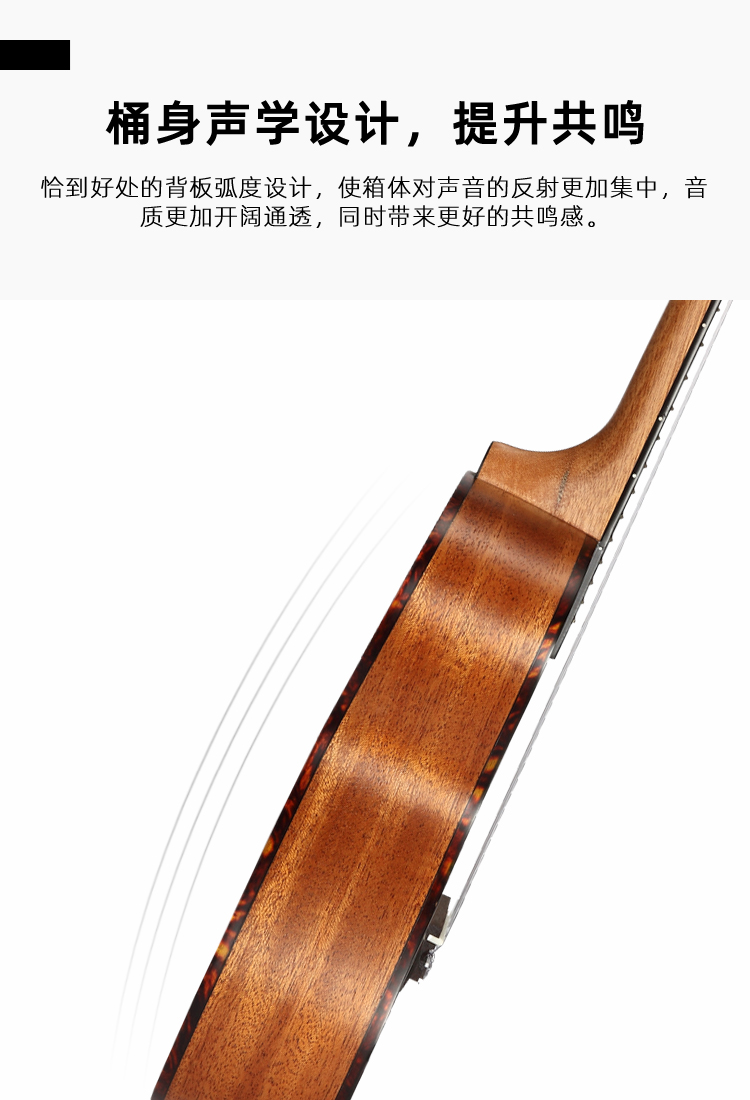 桶身声学设计，提升共鸣
恰到好处的背板弧度设计，使箱体对声音的反射更加集中，音
质更加开阔通透，同时带来更好的共鸣感。